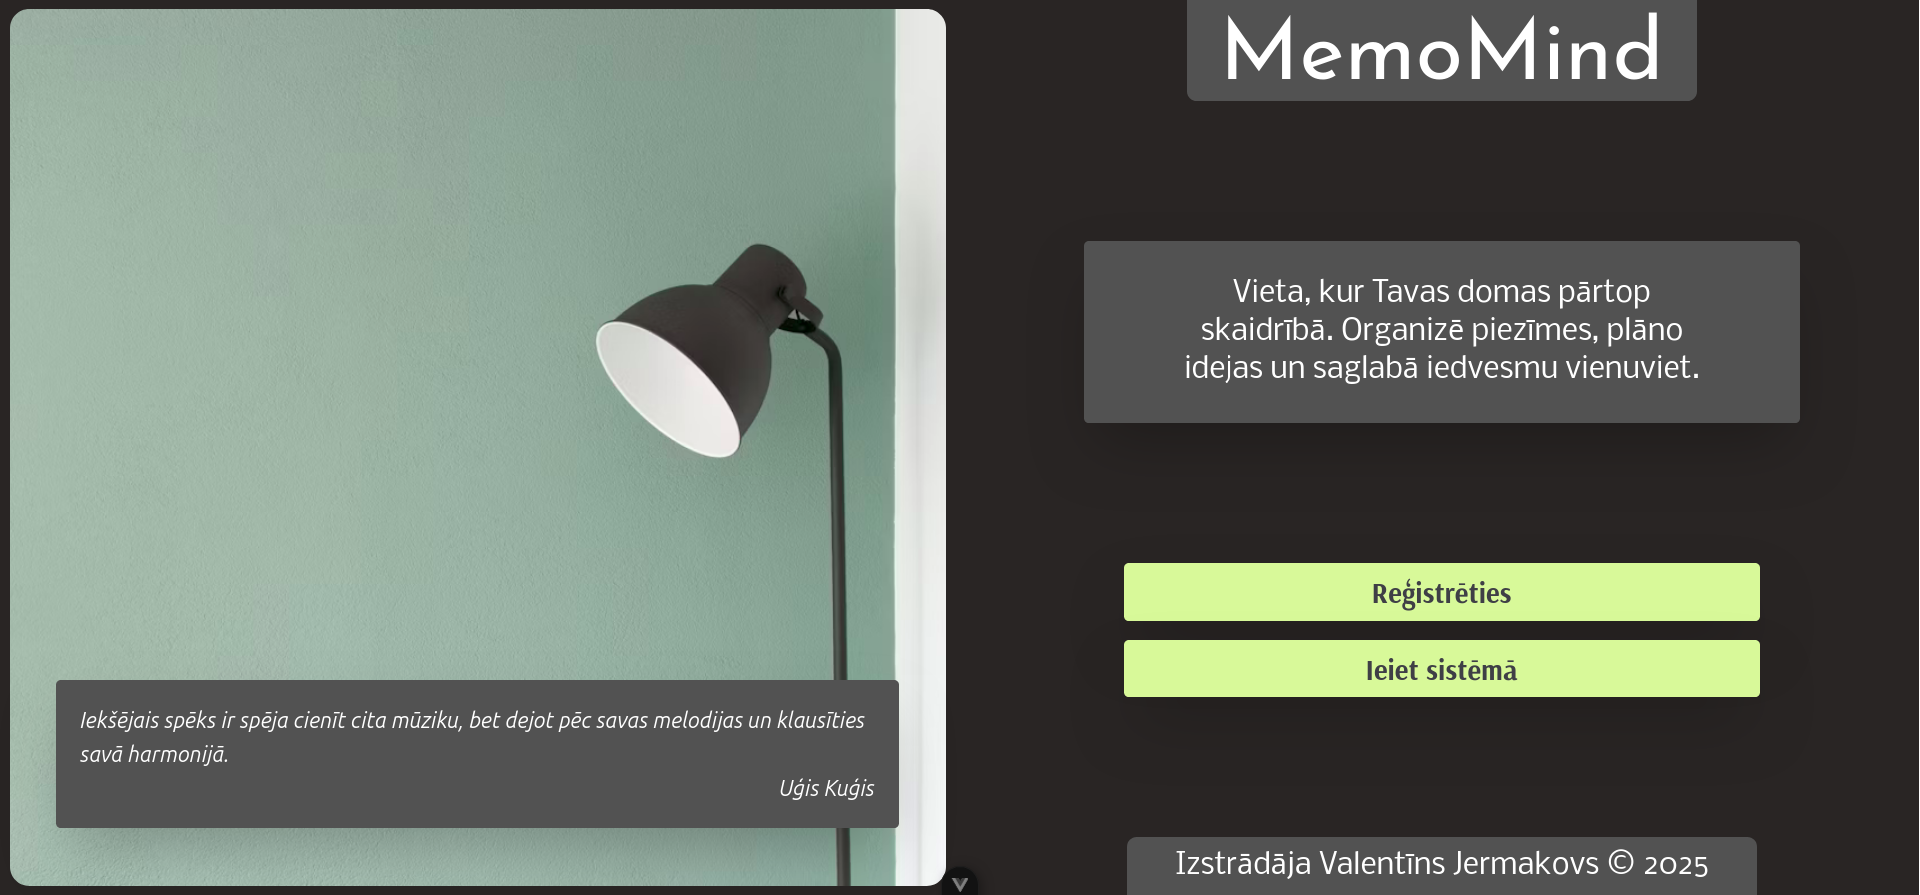 MemoMind
Vieta, kur Tavas domas pārtop
skaidrībā. Organizē piezīmes, plāno
idejas un saglabā iedvesmu vienuviet.
Reģistrēties
Ieiet sistēmā
Iekšējais spēks ir spēja cienīt cita mūziku, bet dejot pēc savas melodijas un klausīties
savā harmonijā.
Uģis Kuģis
Izstrādāja Valentīns Jermakovs © 2025